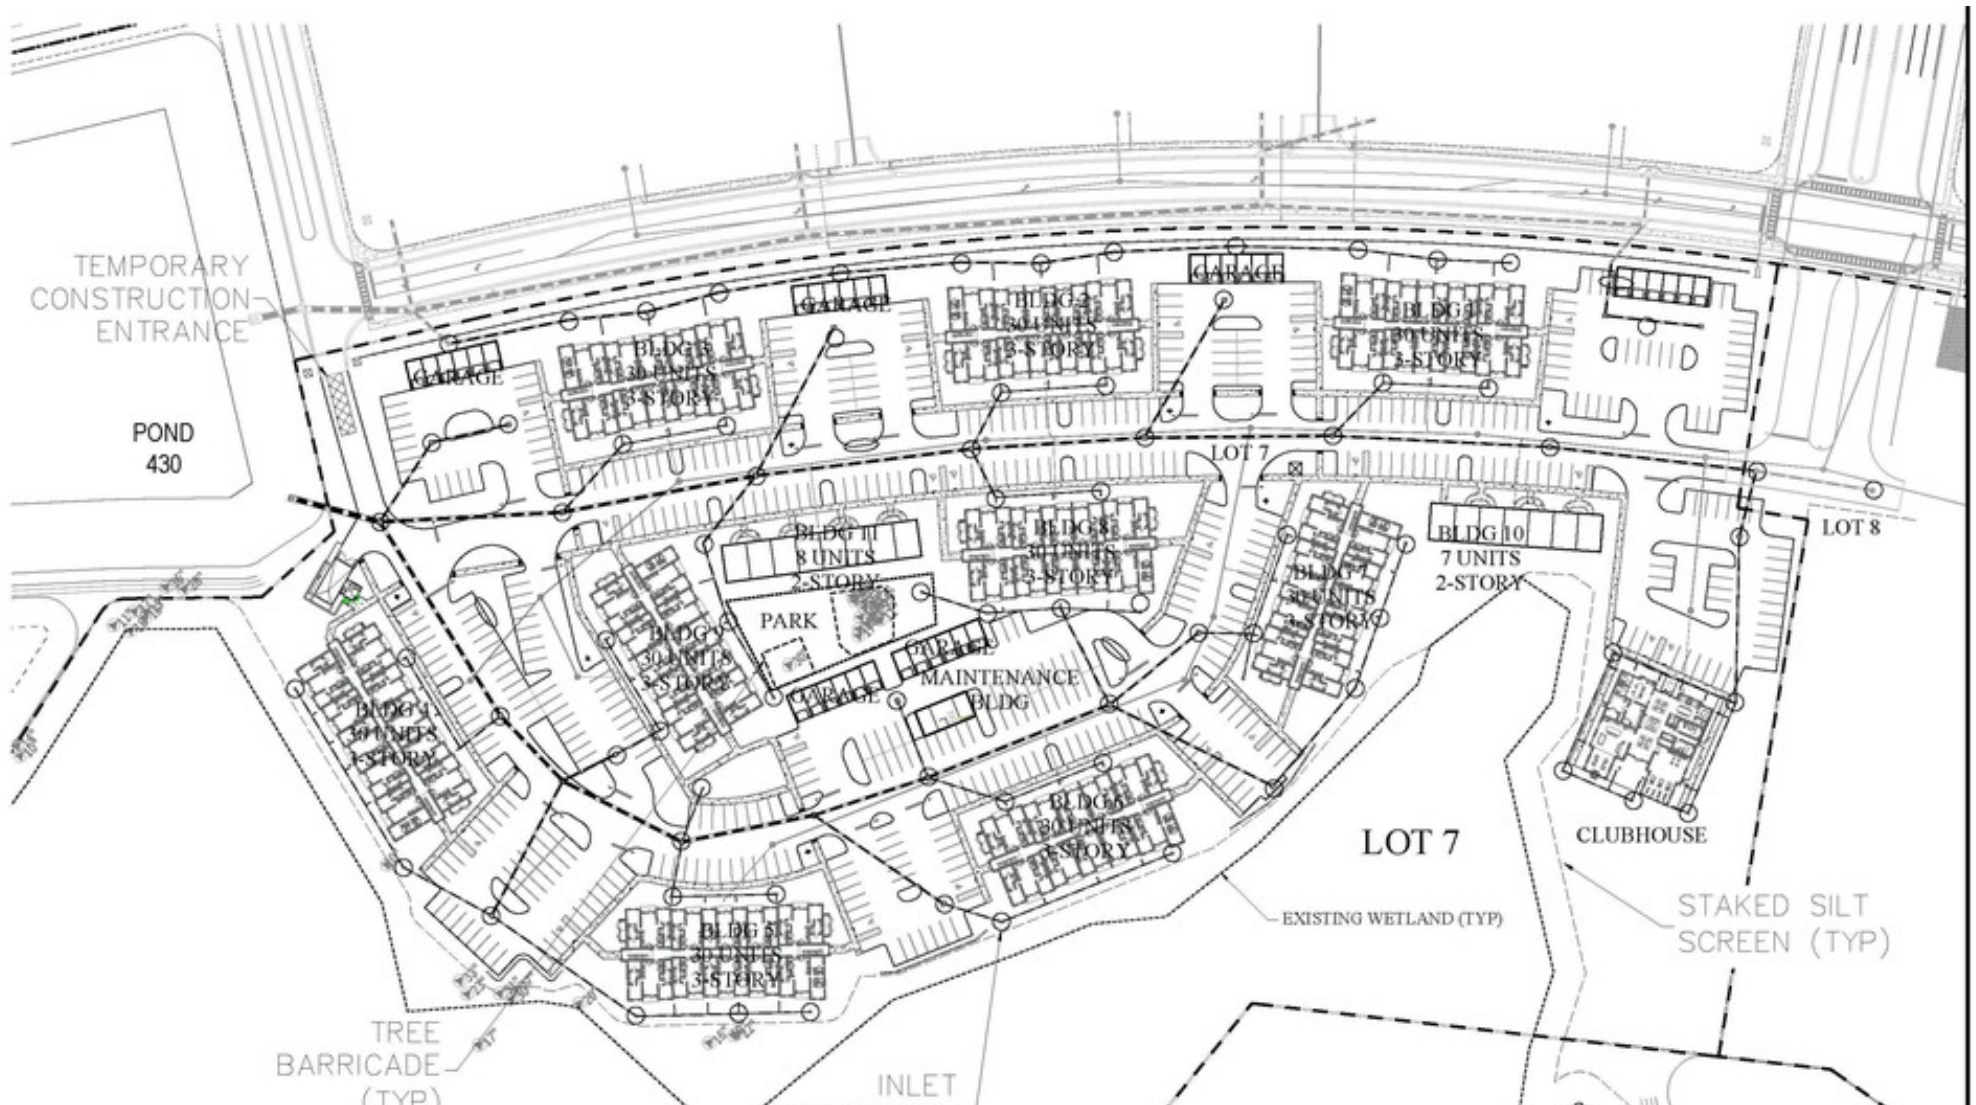 TEMPORARY
CONSTRUCTION
ENTRANCE
POND
430
GARAGE
BLDG 3
30 UNITS
3-STORY
GARAGE
BLDG 2
30 UNITS
3-STORY
GARAGE
BLDG 1
30 UNITS
3-STORY
LOT 7
LOT 8
BLDG 11
8 UNITS
2-STORY
BLDG 8
30 UNITS
3-STORY
BLDG 7
30 UNITS
3-STORY
BLDG 10
7 UNITS
2-STORY
PARK
BLDG 9
30 UNITS
3-STORY
GARAGE
GARAGE
MAINTENANCE
BLDG
BLDG 4
30 UNITS
3-STORY
BLDG 6
30 UNITS
3-STORY
LOT 7
CLUBHOUSE
EXISTING WETLAND (TYP)
STAKED SILT
SCREEN (TYP)
BLDG 5
30 UNITS
3-STORY
TREE
BARRICADE
(TYP)
INLET